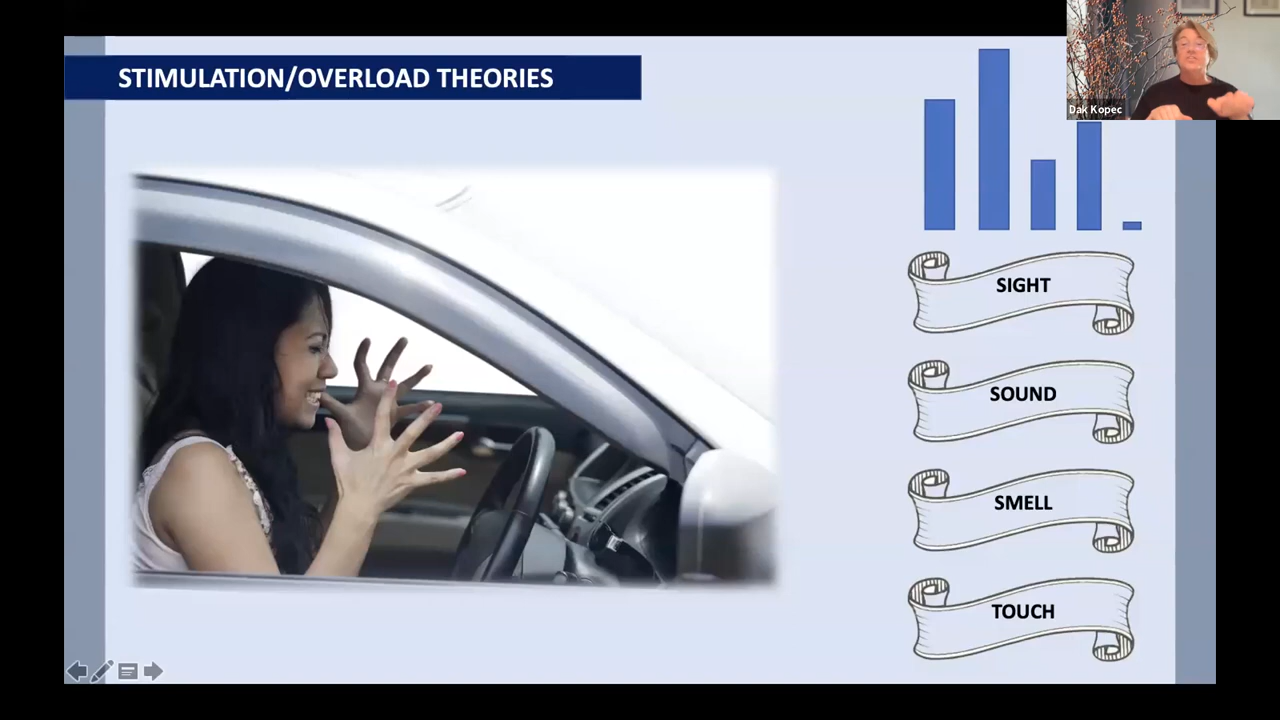 STIMULATION/OVERLOAD THEORIES
Dak Kopec
SIGHT
SOUND
SMELL
TOUCH